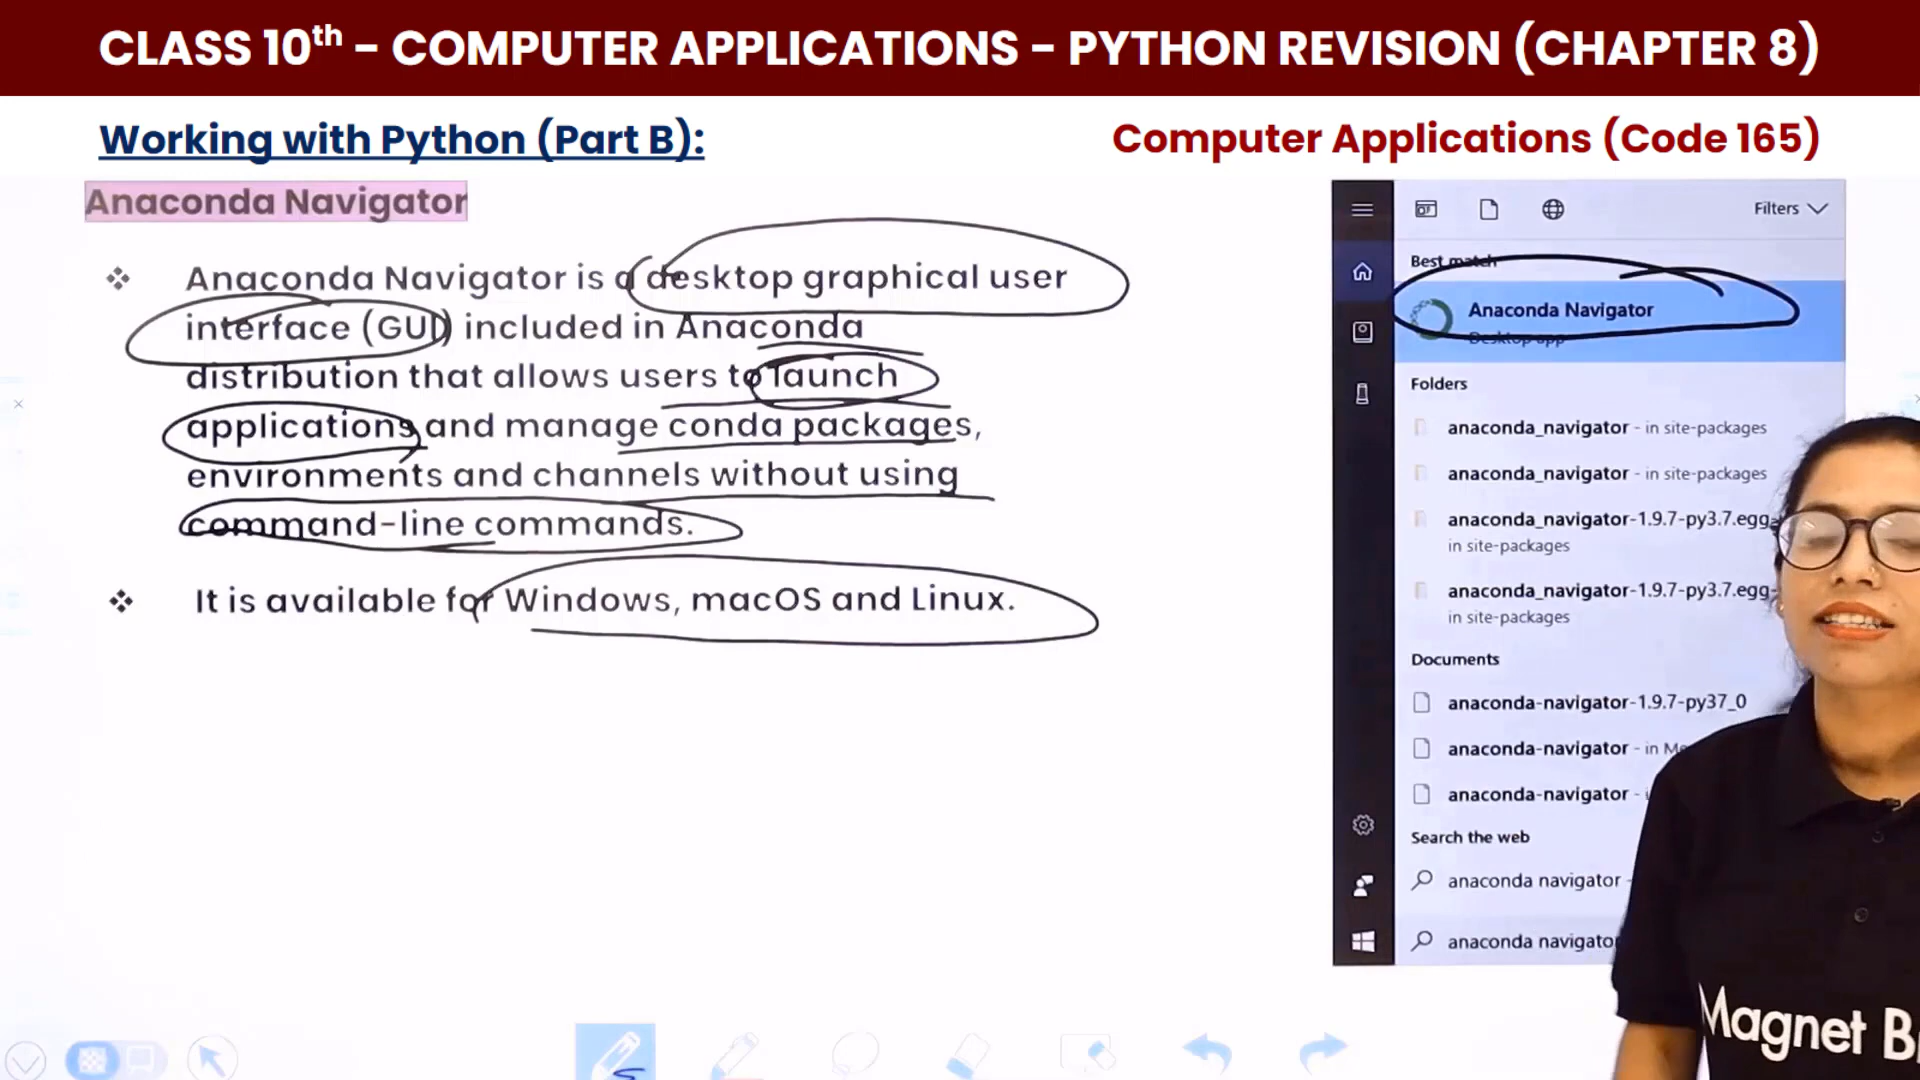 CLASS 10th – COMPUTER APPLICATIONS – PYTHON REVISION (CHAPTER 8)
Working with Python (Part B):
Computer Applications (Code 165)
Anaconda Navigator
❖ Anaconda Navigator is a desktop graphical user
interface (GUI) included in Anaconda
distribution that allows users to launch
applications and manage conda packages,
environments and channels without using
command-line commands.
❖ It is available for Windows, macOS and Linux.
Filters
Best match
Anaconda Navigator
Desktop app
Folders
anaconda_navigator - in site-packages
anaconda_navigator - in site-packages
anaconda_navigator-1.9.7-py3.7.egg-
in site-packages
anaconda_navigator-1.9.7-py3.7.egg-
in site-packages
Documents
anaconda-navigator-1.9.7-py37_0
anaconda-navigator - in
anaconda-navigator -
Search the web
anaconda navigator -
anaconda navigator
Magnet